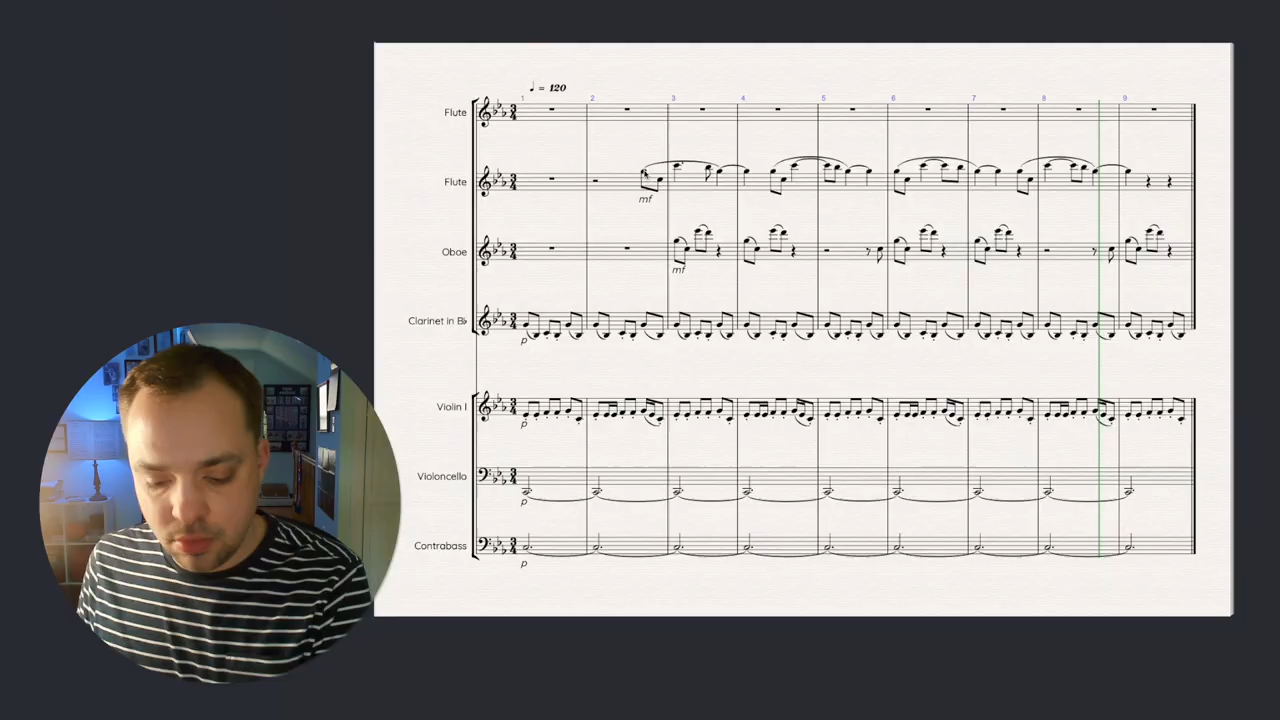 ♩ = 120
1 2 3 4 5 6 7 8 9
Flute
Flute
mf
Oboe
mf
Clarinet in B♭
p
Violin I
p
Violoncello
p
Contrabass
p